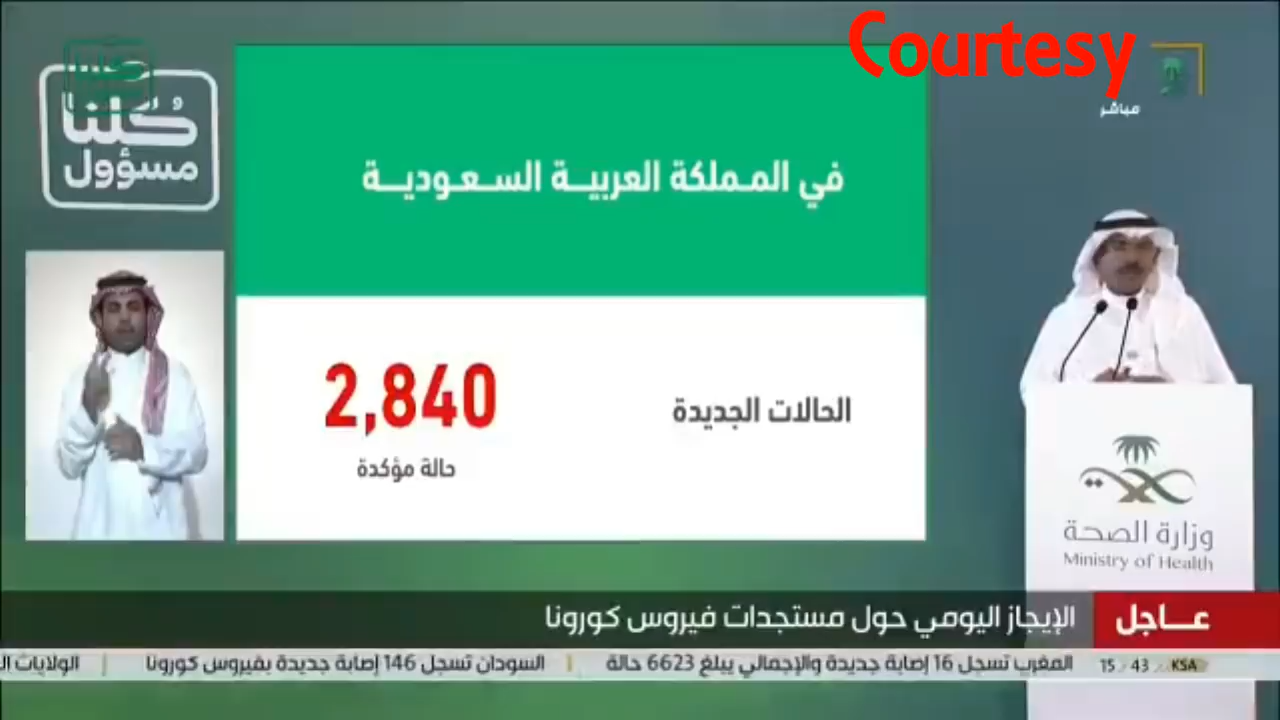 Courtesy
مباشر
كلنا
كُلنا
مسؤول
في المملكة العربية السعودية
الحالات الجديدة
2,840
حالة مؤكدة
وزارة الصحة
Ministry of Health
عاجل
الإيجاز اليومي حول مستجدات فيروس كورونا
KSA 15 43 المغرب تسجل 16 إصابة جديدة والإجمالي يبلغ 6623 حالة | السودان تسجل 146 إصابة جديدة بفيروس كورونا | الولايات